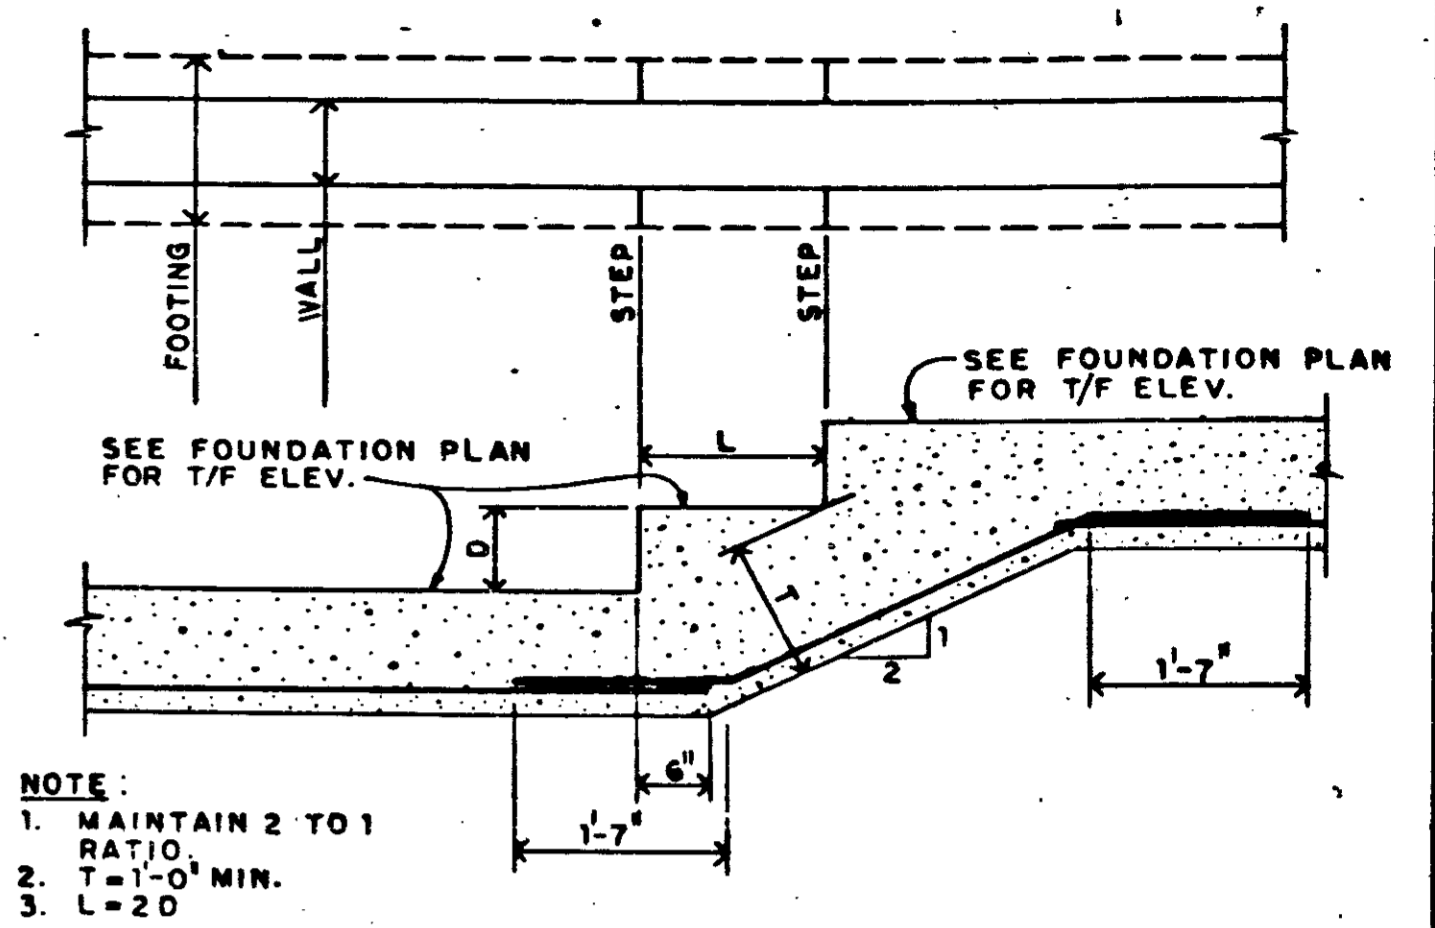 FOOTING
WALL
STEP
STEP
SEE FOUNDATION PLAN
FOR T/F ELEV.
SEE FOUNDATION PLAN
FOR T/F ELEV.
L
D
T
1
2
1'-7"
6"
1'-7"
NOTE:
1. MAINTAIN 2 TO 1
RATIO.
2. T=1'-0" MIN.
3. L=2D